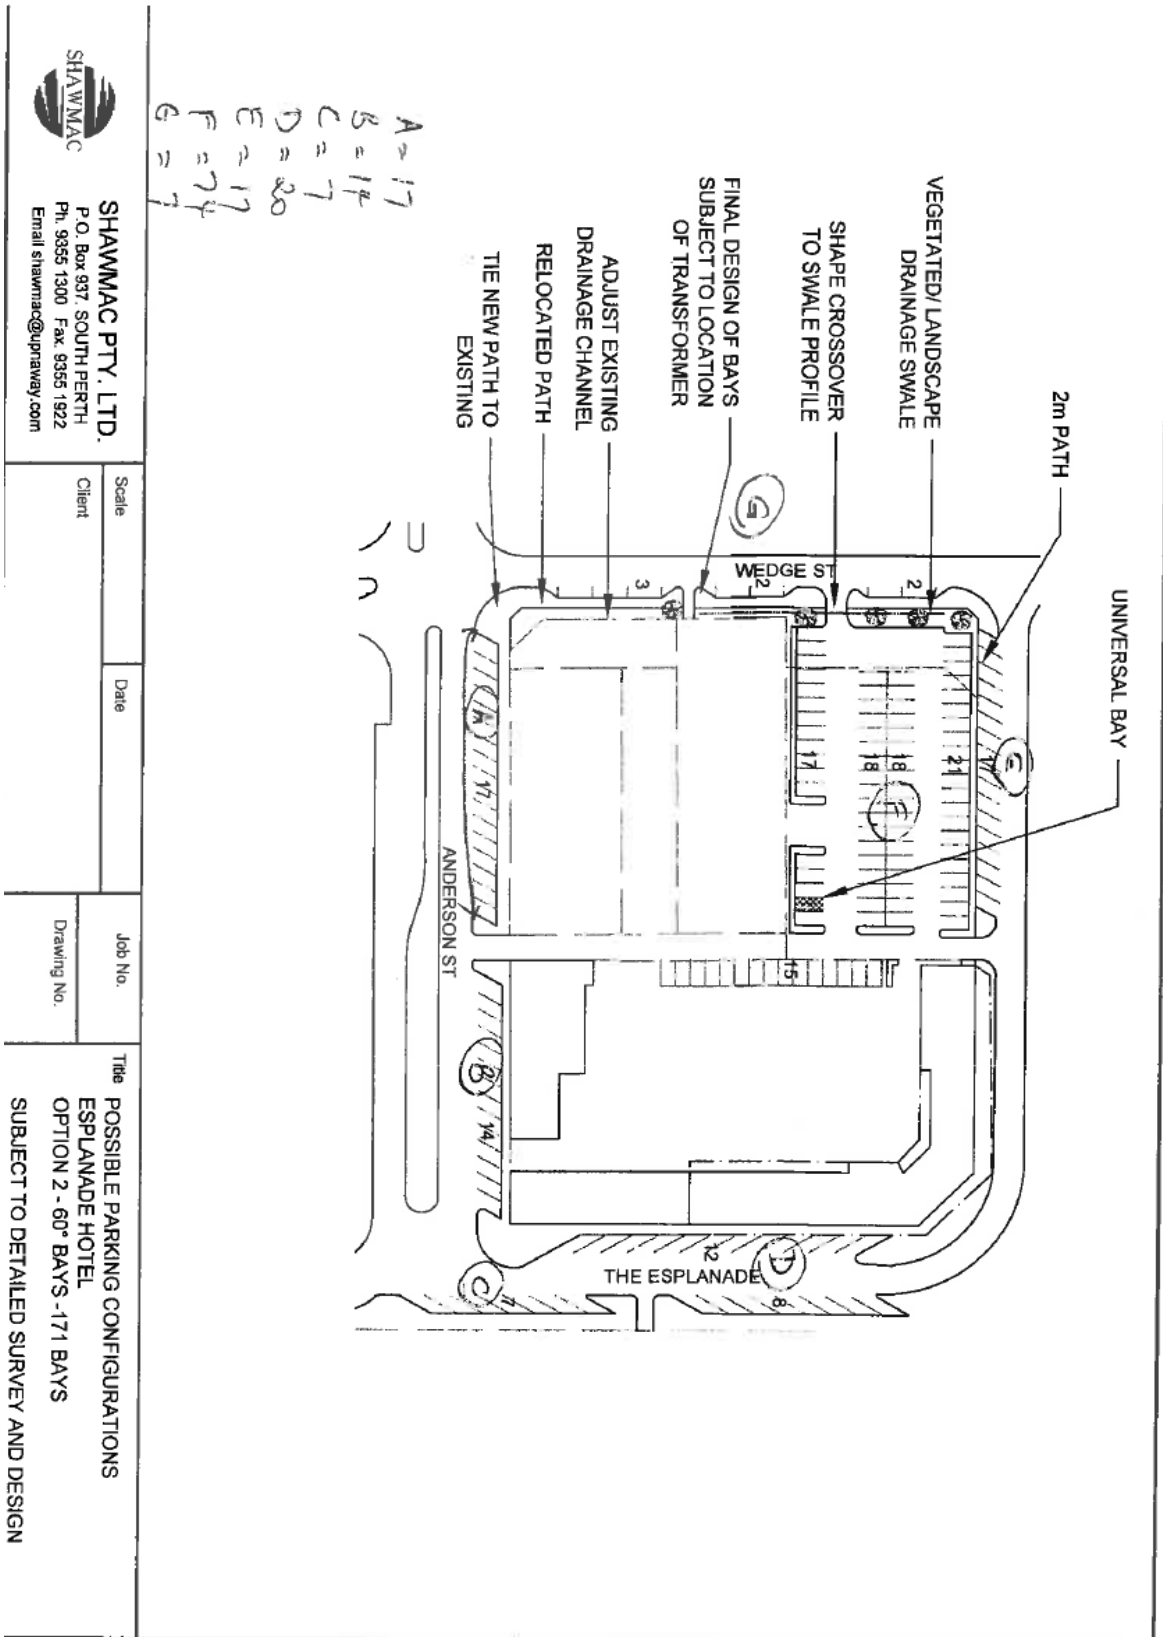 UNIVERSAL BAY
2m PATH
VEGETATED/ LANDSCAPE
DRAINAGE SWALE
SHAPE CROSSOVER
TO SWALE PROFILE
FINAL DESIGN OF BAYS
SUBJECT TO LOCATION
OF TRANSFORMER
ADJUST EXISTING
DRAINAGE CHANNEL
RELOCATED PATH
TIE NEW PATH TO
EXISTING
G
WEDGE ST
2
2
3
17
21
18
18
17
F
A
17
ANDERSON ST
15
B
14
C
7
12
D
8
THE ESPLANADE
A = 17
B = 14
C = 7
D = 20
E = 17
F = 74
G = 7
SHAWMAC
SHAWMAC PTY. LTD.
P.O. Box 937. SOUTH PERTH
Ph. 9355 1300 Fax. 9355 1922
Email shawmac@upnaway.com
Scale
Client
Date
Job No.
Drawing No.
Title POSSIBLE PARKING CONFIGURATIONS
ESPLANADE HOTEL
OPTION 2 - 60° BAYS -171 BAYS
SUBJECT TO DETAILED SURVEY AND DESIGN